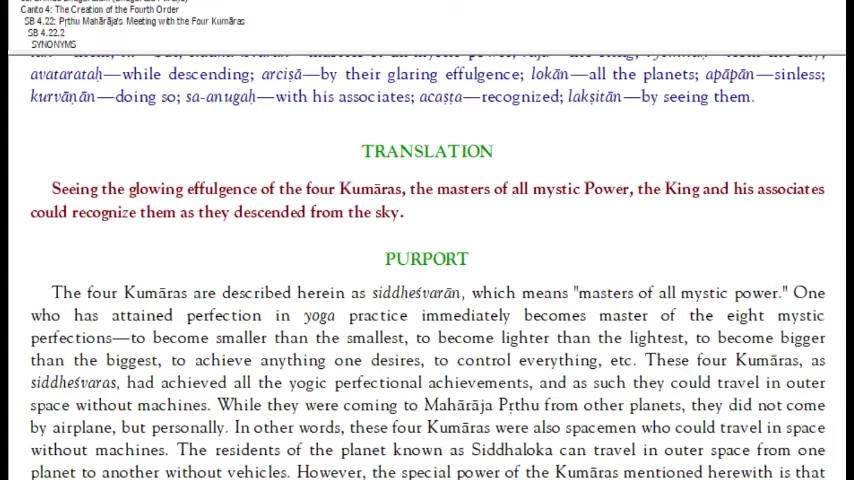 Canto 4: The Creation of the Fourth Order
SB 4.22: Pṛthu Mahārāja's Meeting with the Four Kumāras
SB 4.22.2
SYNONYMS
avatarataḥ—while descending; arciṣā—by their glaring effulgence; lokān—all the planets; apāpān—sinless;
kurvāṇān—doing so; sa-anugaḥ—with his associates; acaṣṭa—recognized; lakṣitān—by seeing them.
TRANSLATION
Seeing the glowing effulgence of the four Kumāras, the masters of all mystic Power, the King and his associates
could recognize them as they descended from the sky.
PURPORT
The four Kumāras are described herein as siddheśvarān, which means "masters of all mystic power." One
who has attained perfection in yoga practice immediately becomes master of the eight mystic
perfections—to become smaller than the smallest, to become lighter than the lightest, to become bigger
than the biggest, to achieve anything one desires, to control everything, etc. These four Kumāras, as
siddheśvaras, had achieved all the yogic perfectional achievements, and as such they could travel in outer
space without machines. While they were coming to Mahārāja Pṛthu from other planets, they did not come
by airplane, but personally. In other words, these four Kumāras were also spacemen who could travel in space
without machines. The residents of the planet known as Siddhaloka can travel in outer space from one
planet to another without vehicles. However, the special power of the Kumāras mentioned herewith is that